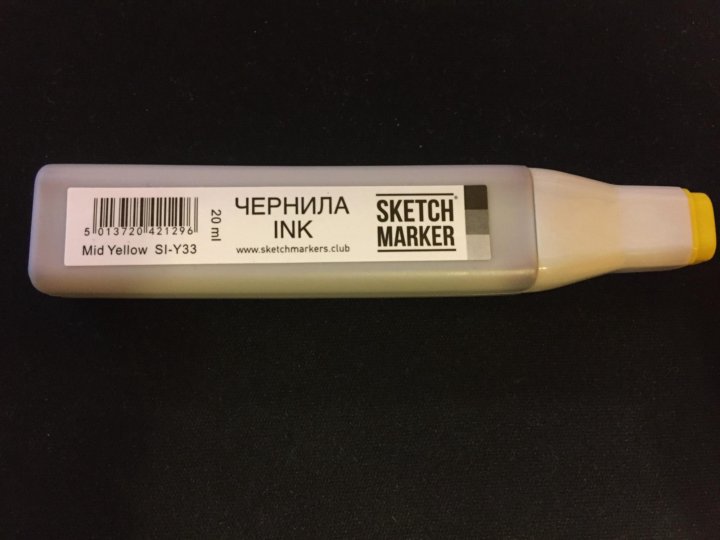 5 013720 421296
Mid Yellow SI-Y33
20 ml
ЧЕРНИЛА
INK
www.sketchmarkers.club
SKETCH®
MARKER